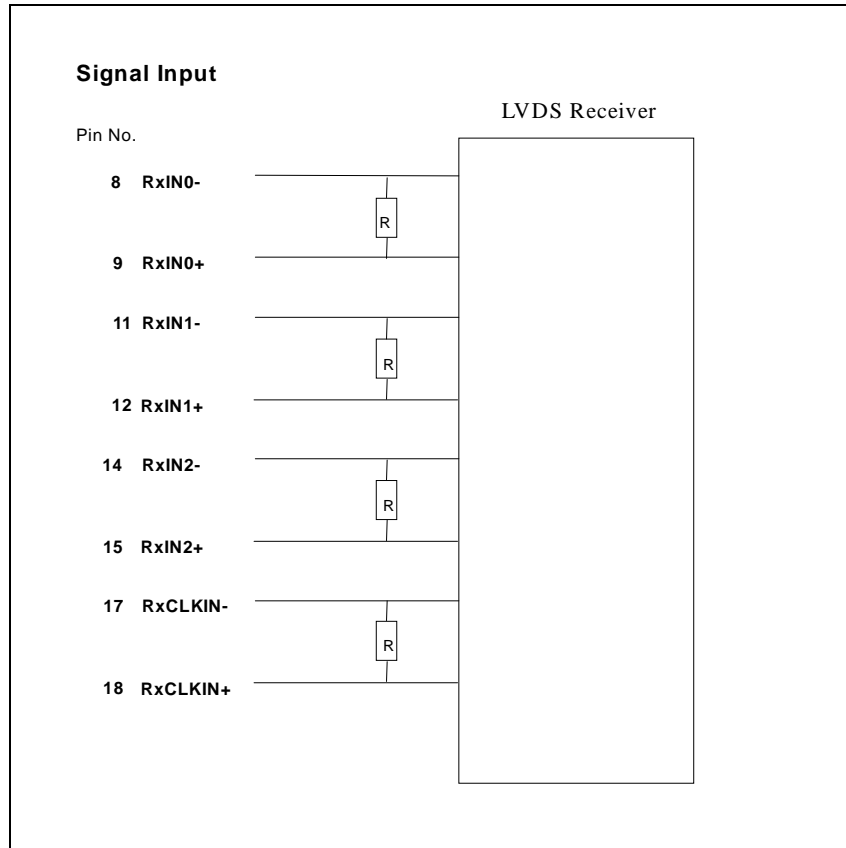 Signal Input
LVDS Receiver
Pin No.
8 RxIN0-
R
9 RxIN0+
11 RxIN1-
R
12 RxIN1+
14 RxIN2-
R
15 RxIN2+
17 RxCLKIN-
R
18 RxCLKIN+